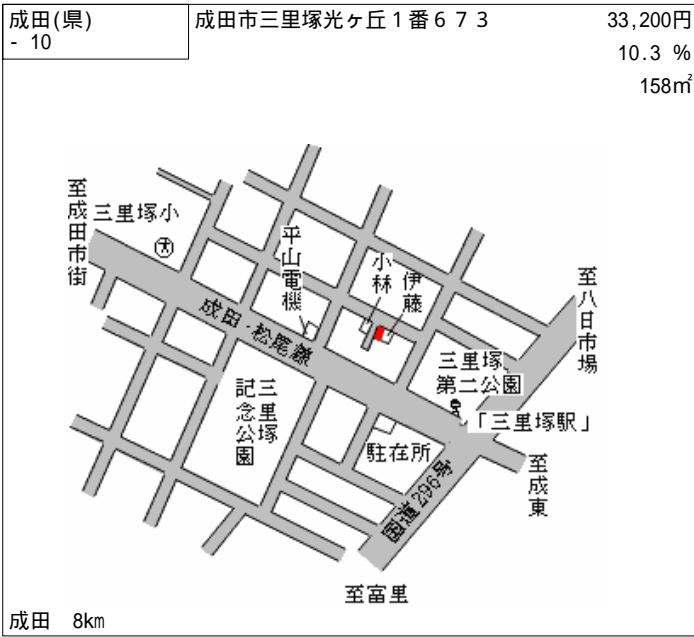 成田(県)
- 10
成田市三里塚光ヶ丘1番673
33,200円
10.3 %
158㎡
至成田市街
三里塚小
文
平山電機
小林
伊藤
至八日市場
成田・松尾線
三里塚
第二公園
「三里塚駅」
三里塚
記念公園
駐在所
至成東
国道296号
至富里
成田 8km